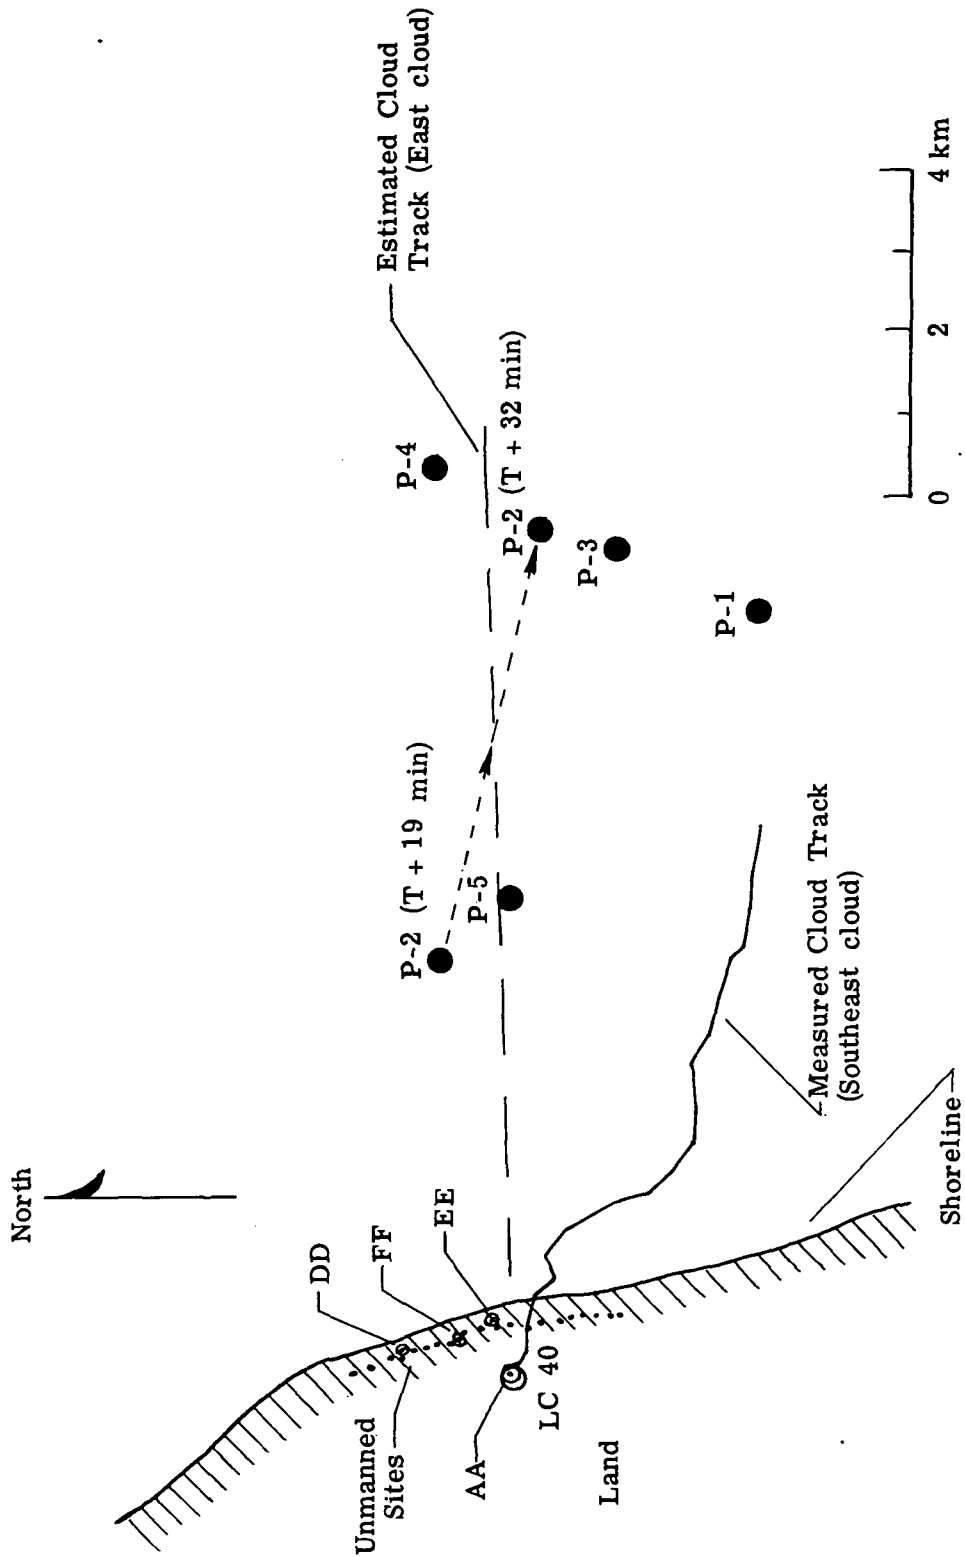 North
Estimated Cloud
Track (East cloud)
DD
FF
EE
Unmanned
Sites
AA
LC 40
Land
P-2 (T + 19 min)
P-5
P-4
P-2 (T + 32 min)
P-3
P-1
Measured Cloud Track
(Southeast cloud)
Shoreline
0
2
4 km